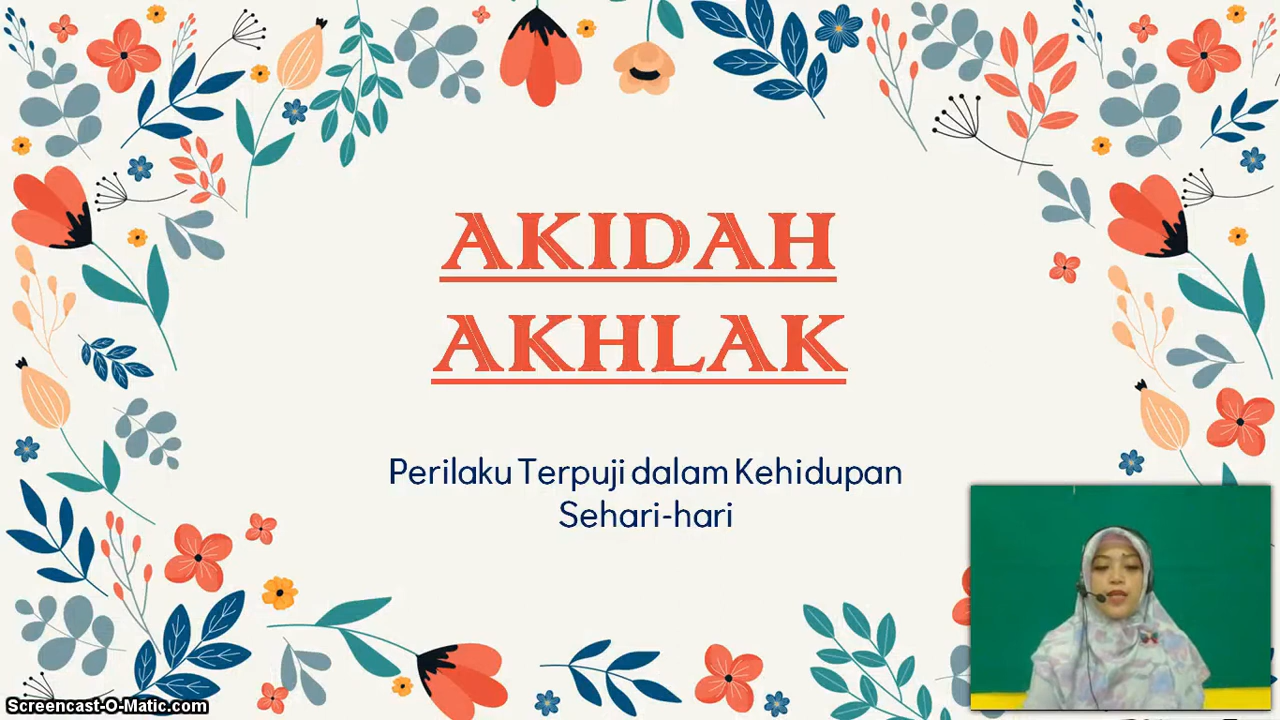 AKIDAH
AKHLAK
Perilaku Terpuji dalam Kehidupan
Sehari-hari
Screencast-O-Matic.com